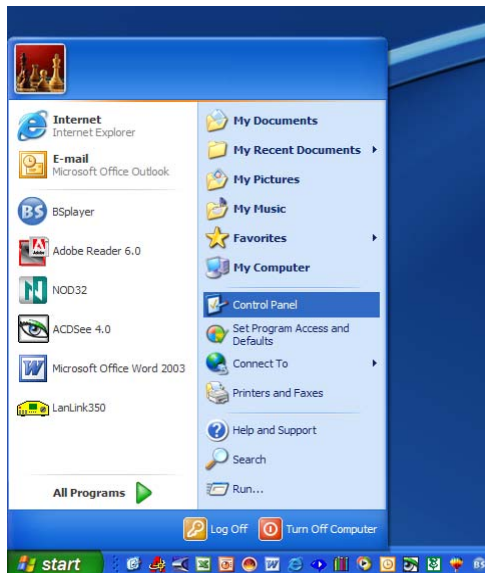 Internet
Internet Explorer
E-mail
Microsoft Office Outlook
BS BSplayer
Adobe Reader 6.0
NOD32
ACDSee 4.0
Microsoft Office Word 2003
LanLink350
All Programs
My Documents
My Recent Documents
My Pictures
My Music
Favorites
My Computer
Control Panel
Set Program Access and
Defaults
Connect To
Printers and Faxes
Help and Support
Search
Run...
Log Off
Turn Off Computer
start